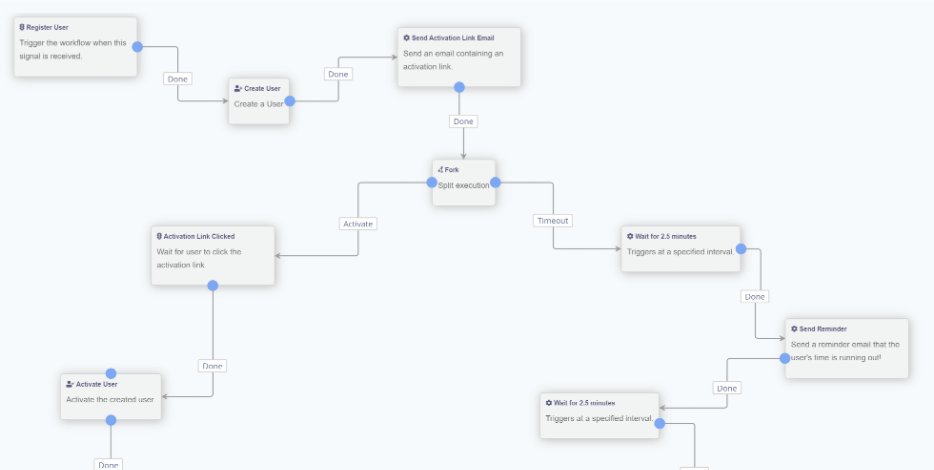 Register User
Trigger the workflow when this
signal is received.
Done
Create User
Create a User
Done
Send Activation Link Email
Send an email containing an
activation link.
Done
Fork
Split execution
Activate
Timeout
Activation Link Clicked
Wait for user to click the
activation link.
Wait for 2.5 minutes
Triggers at a specified interval.
Done
Send Reminder
Send a reminder email that the
user's time is running out!
Done
Done
Activate User
Activate the created user
Wait for 2.5 minutes
Triggers at a specified interval.
Done